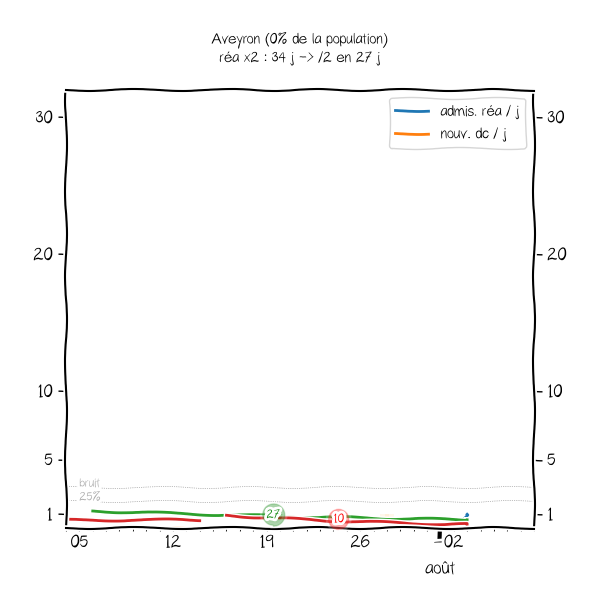 Aveyron (0% de la population)
réa x2 : 34 j -> /2 en 27 j
admis. réa / j
nouv. dc / j
30
30
20
20
10
10
5
5
bruit
25%
1
1
27
10
05 12 19 26 02
août